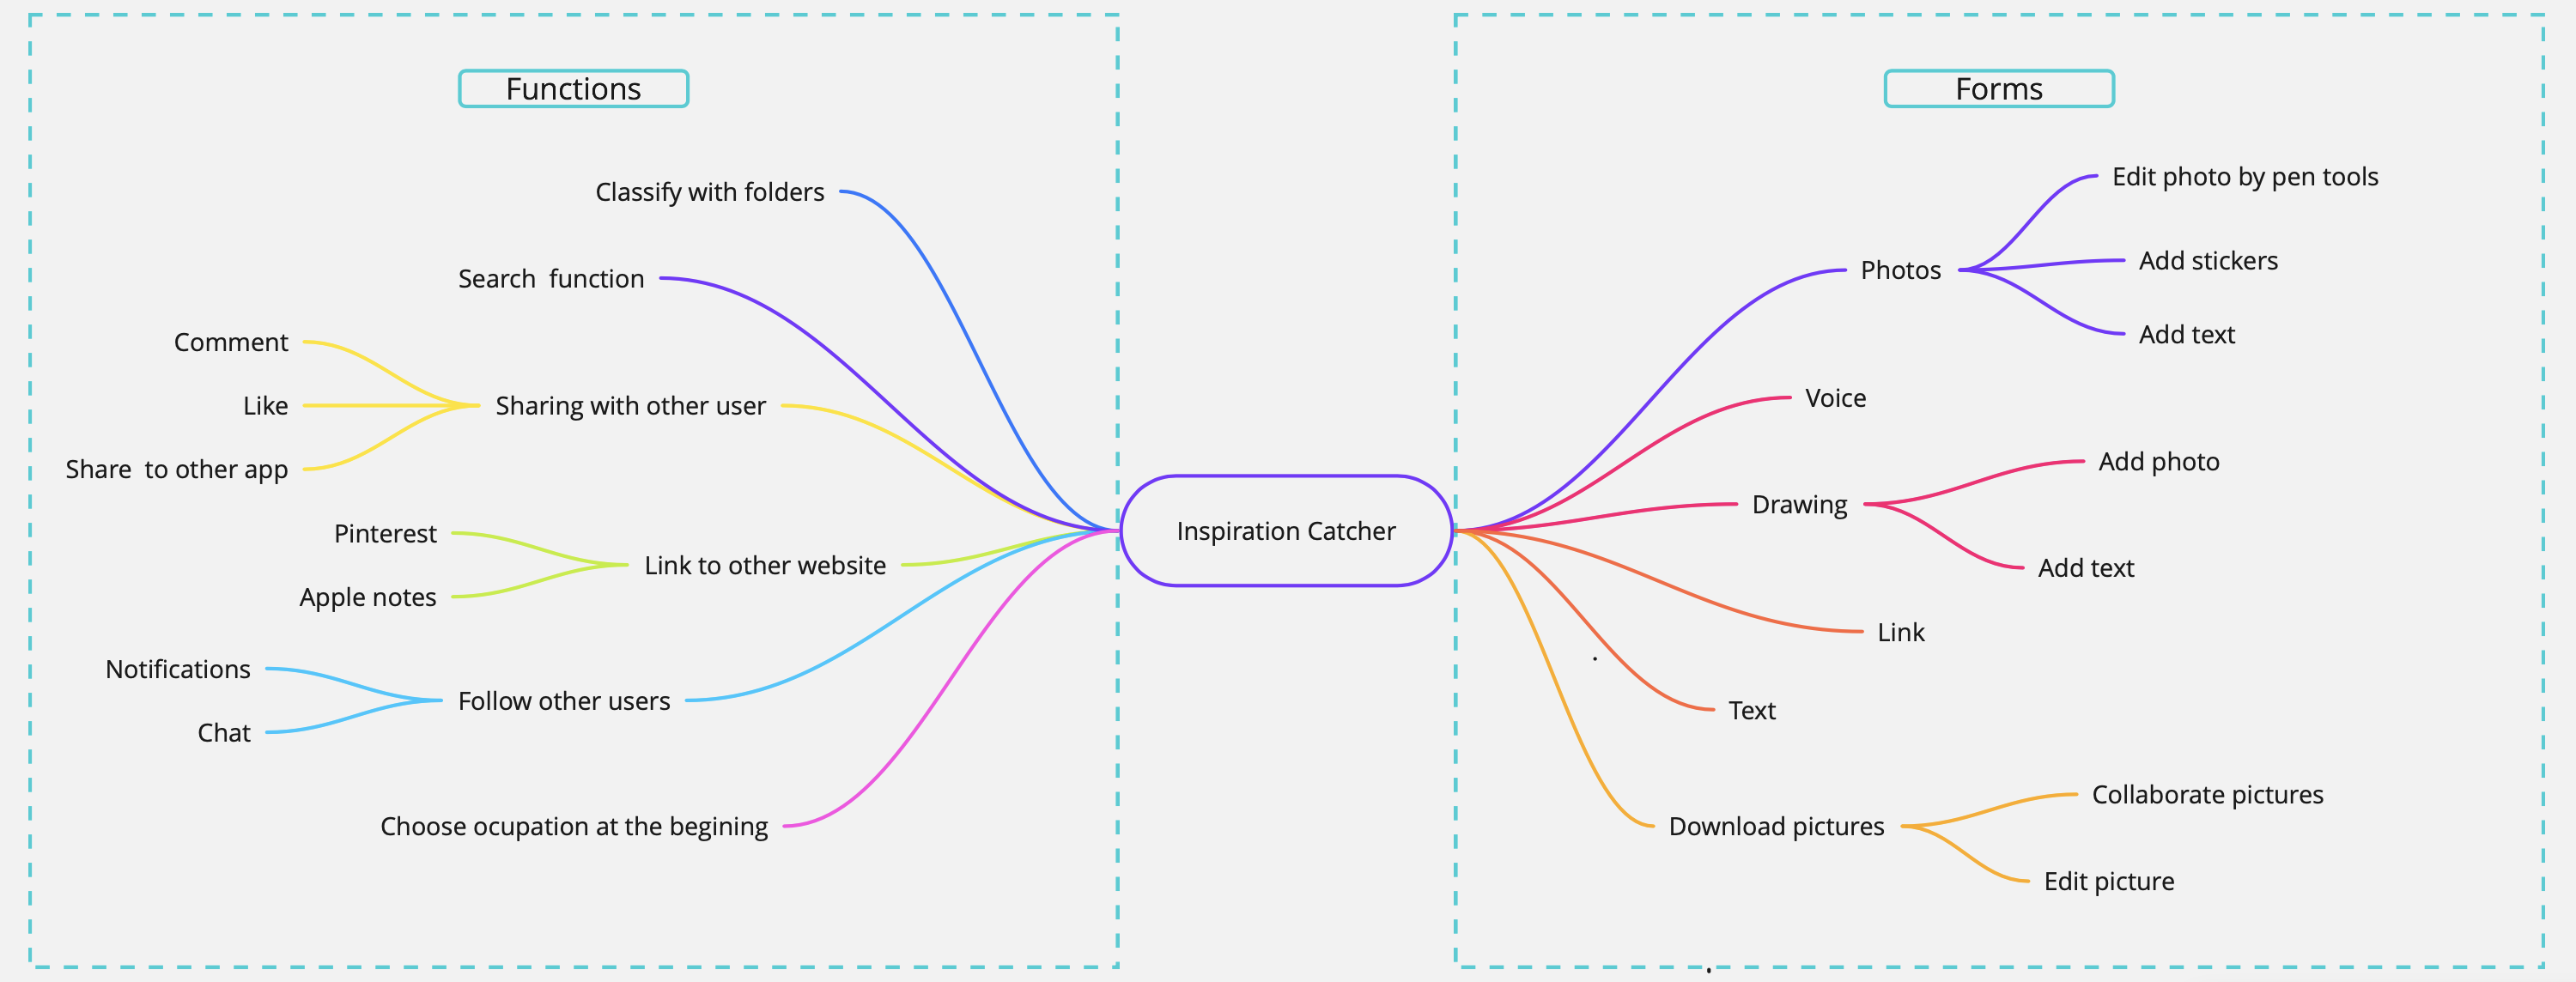 Functions
Classify with folders
Search  function
Comment
Like
Share  to other app
Sharing with other user
Pinterest
Apple notes
Link to other website
Notifications
Chat
Follow other users
Choose ocupation at the begining
Inspiration Catcher
Forms
Photos
Edit photo by pen tools
Add stickers
Add text
Voice
Drawing
Add photo
Add text
Link
Text
Download pictures
Collaborate pictures
Edit picture